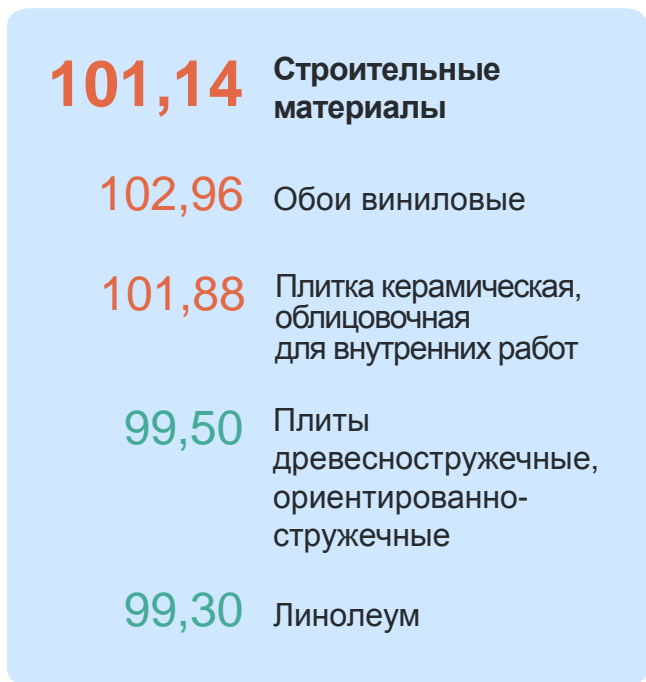 101,14 Строительные
материалы
102,96 Обои виниловые
101,88 Плитка керамическая,
облицовочная
для внутренних работ
99,50 Плиты
древесностружечные,
ориентированно-
стружечные
99,30 Линолеум